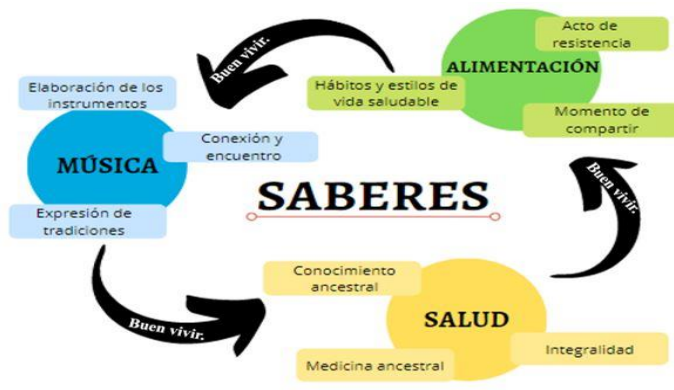 Acto de
resistencia
ALIMENTACIÓN
Hábitos y estilos de
vida saludable
Momento de
compartir
Buen vivir.
Elaboración de los
instrumentos
Conexión y
encuentro
MÚSICA
Expresión de
tradiciones
SABERES
Buen vivir.
Conocimiento
ancestral
SALUD
Integralidad
Medicina ancestral
Buen vivir.